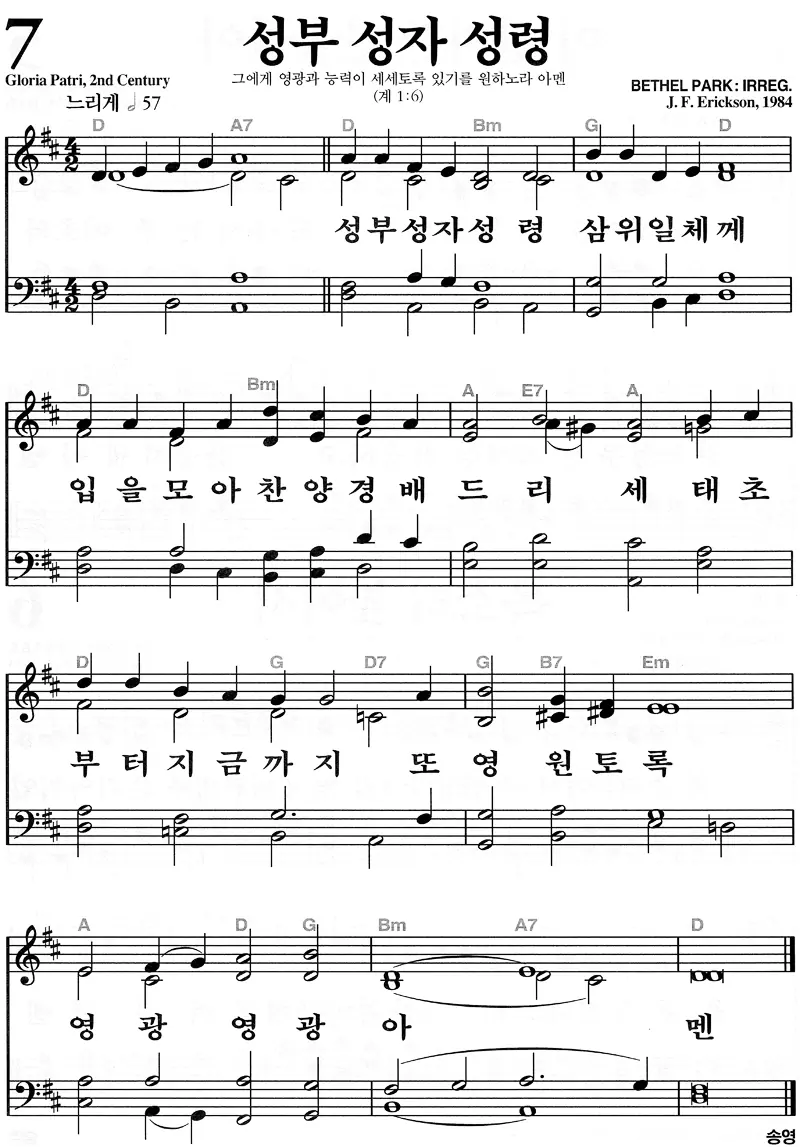 7
성부 성자 성령
Gloria Patri, 2nd Century
그에게 영광과 능력이 세세토록 있기를 원하노라 아멘
(계 1:6)
BETHEL PARK: IRREG.
J. F. Erickson, 1984
느리게 57
D A7 D Bm G D
성부성자성 령 삼위일체께
D Bm A E7 A
입을모아찬양경배드리세태초
D G D7 G B7 Em
부터지금까지 또영원토록
A D G Bm A7 D
영광영광아 멘
송영